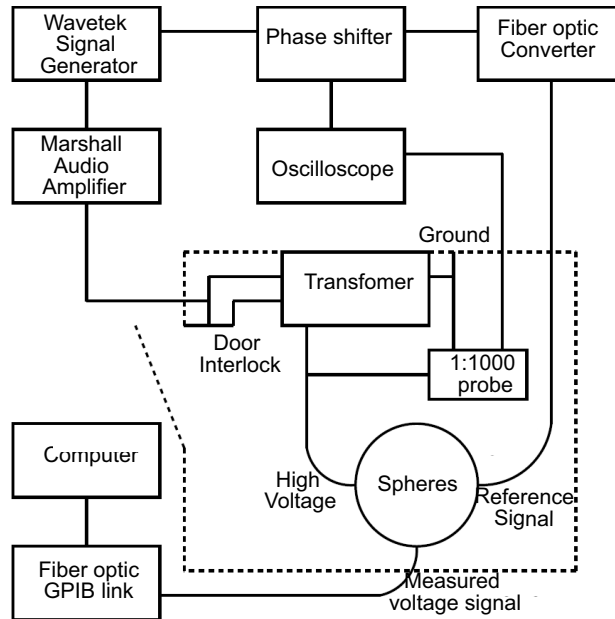 Wavetek
Signal
Generator
Phase shifter
Fiber optic
Converter
Marshall
Audio
Amplifier
Oscilloscope
Ground
Transfomer
Door
Interlock
1:1000
probe
Computer
High
Voltage
Spheres
Reference
Signal
Fiber optic
GPIB link
Measured
voltage signal